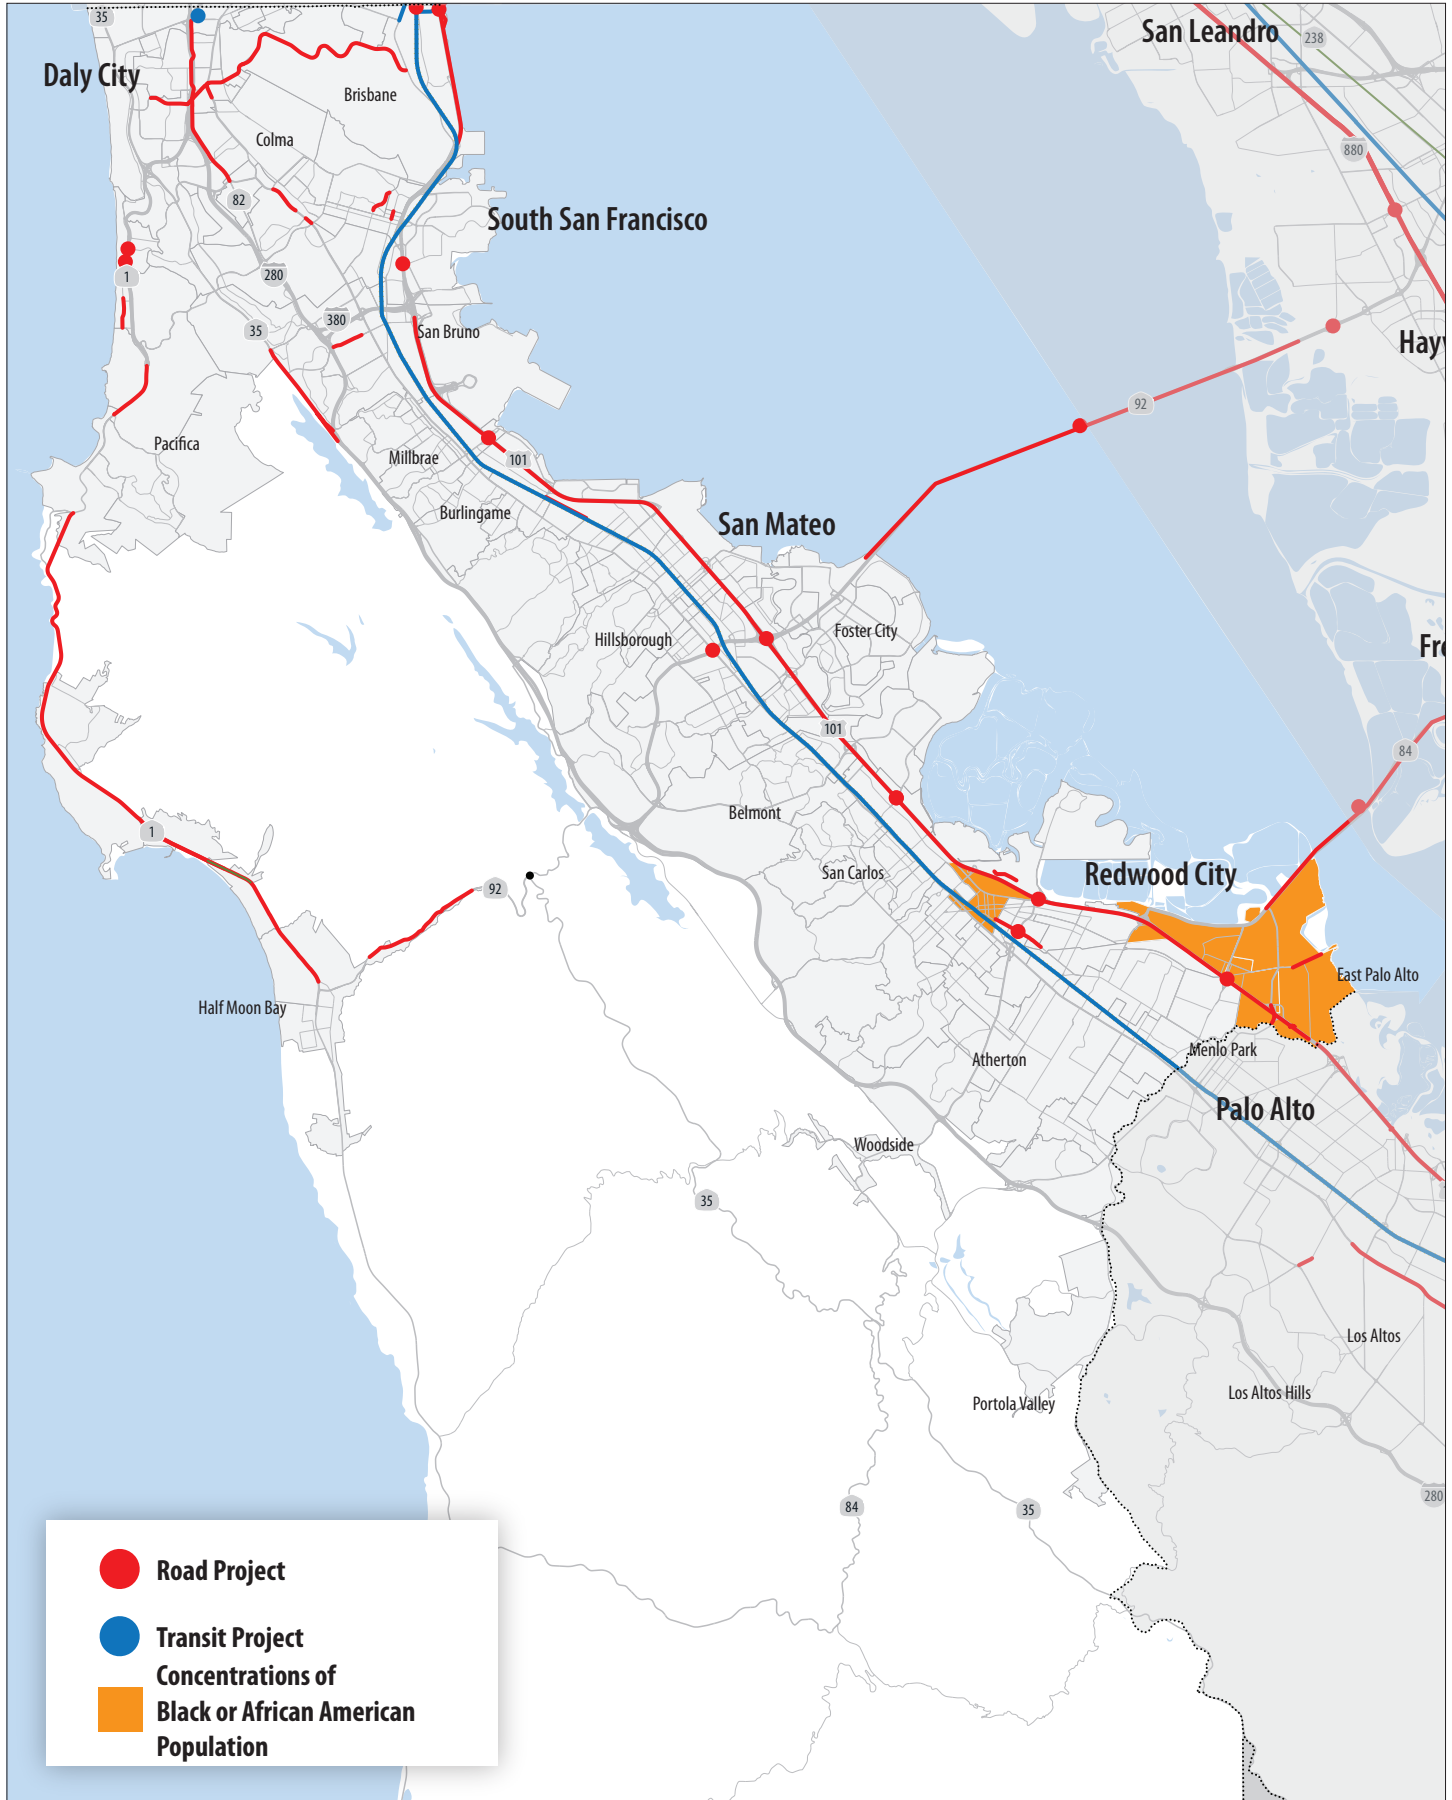 35
San Leandro
238
Daly City
Brisbane
Colma
880
82
South San Francisco
1
280
380
35
San Bruno
Hay
92
Pacifica
Millbrae
101
Burlingame
San Mateo
Hillsborough
Foster City
Fre
101
84
Belmont
1
San Carlos
Redwood City
92
East Palo Alto
Half Moon Bay
Menlo Park
Atherton
Palo Alto
Woodside
35
Los Altos
Los Altos Hills
Portola Valley
280
84
35
Road Project
Transit Project
Concentrations of
Black or African American
Population